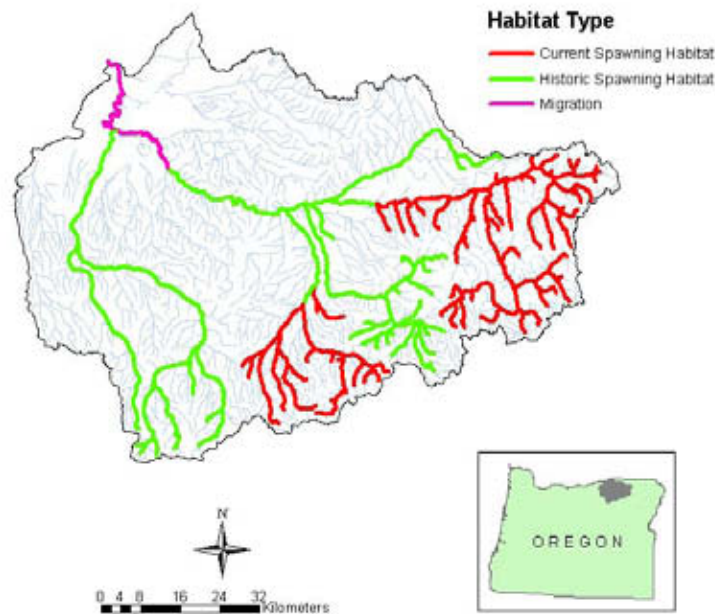 Habitat Type
Current Spawning Habitat
Historic Spawning Habitat
Migration
OREGON
N
0 4 8 16 24 32
Kilometers